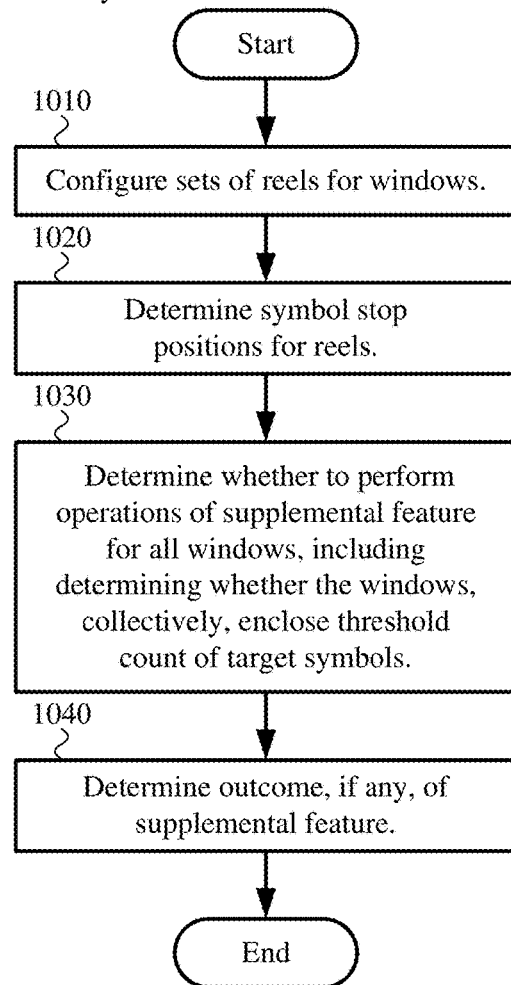 Start
1010
Configure sets of reels for windows.
1020
Determine symbol stop
positions for reels.
1030
Determine whether to perform
operations of supplemental feature
for all windows, including
determining whether the windows,
collectively, enclose threshold
count of target symbols.
1040
Determine outcome, if any, of
supplemental feature.
End